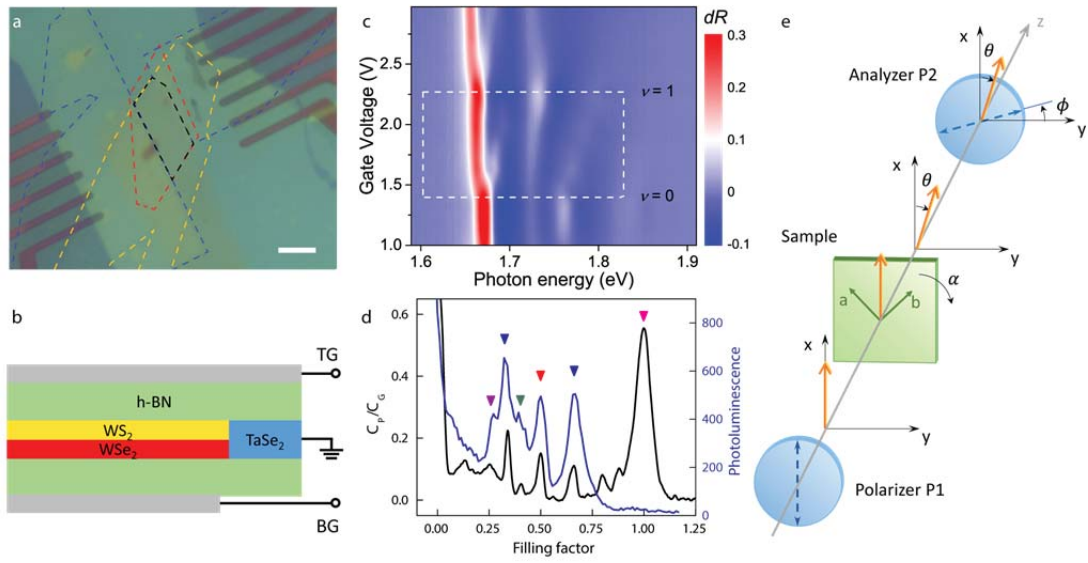 a
b
TG
h-BN
WS2
WSe2
TaSe2
BG
c
dR
Gate Voltage (V)
2.5
2.0
1.5
1.0
ν = 1
ν = 0
1.6
1.7
1.8
1.9
Photon energy (eV)
0.3
0.2
0.1
0
-0.1
d
CP/CG
0.6
0.4
0.2
0.0
0.00
0.25
0.50
0.75
1.00
1.25
Filling factor
800
600
400
200
0
Photoluminescence
e
x
θ
z
Analyzer P2
ϕ
y
x
θ
Sample
y
α
a
b
x
y
Polarizer P1